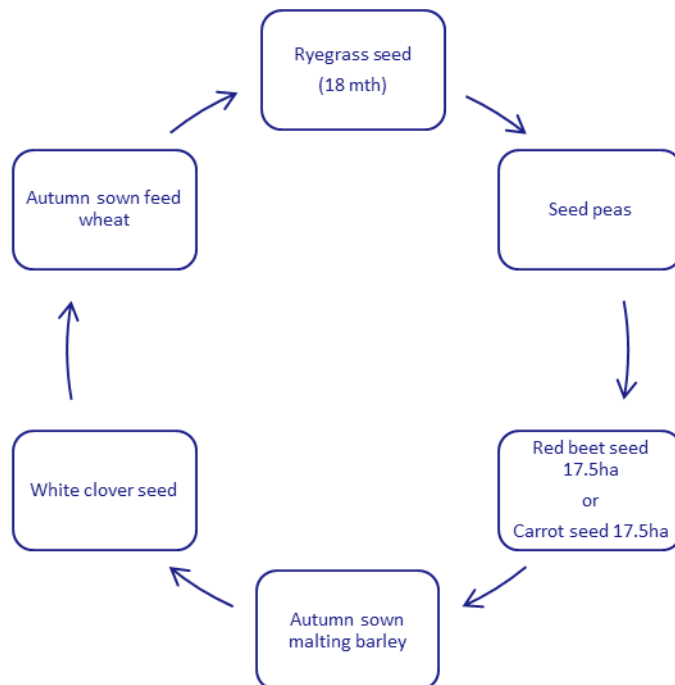 Ryegrass seed
(18 mth)
Seed peas
Red beet seed
17.5ha
or
Carrot seed 17.5ha
Autumn sown
malting barley
White clover seed
Autumn sown feed
wheat